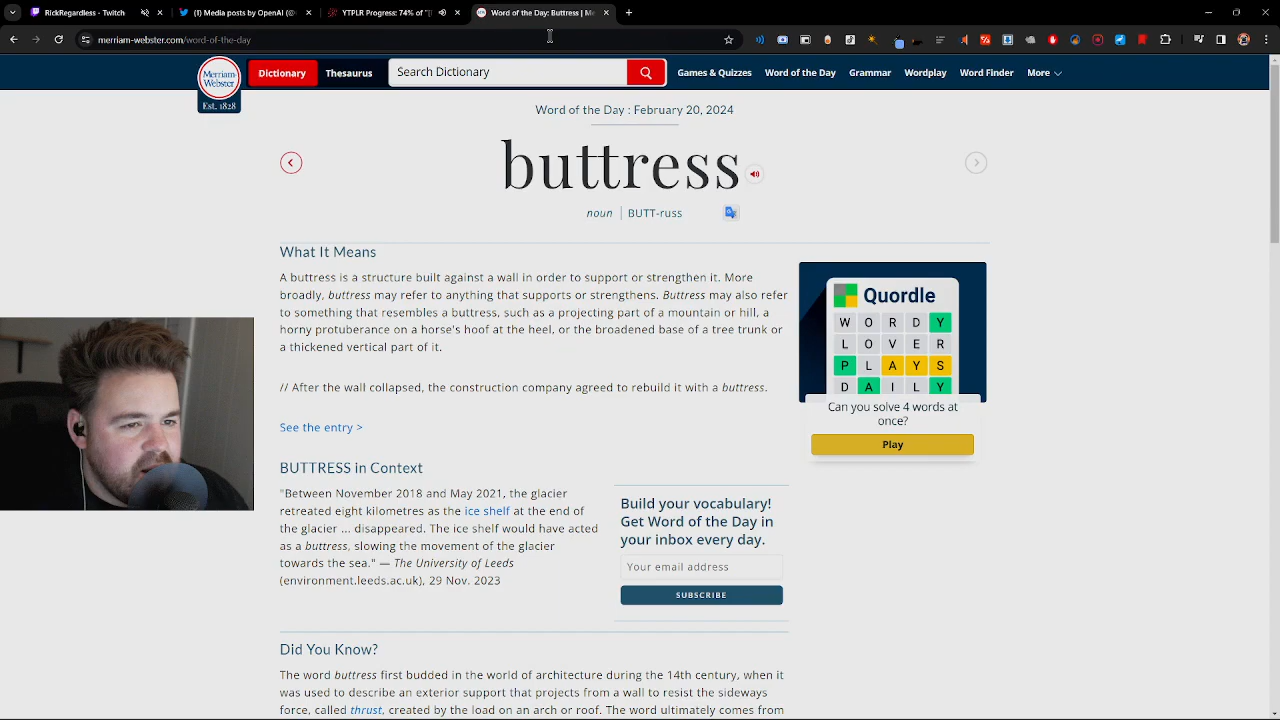 RickRegardless - Twitch
(1) Media posts by OpenAI (@
YTPLR Progress: 74% of "[
Word of the Day: Buttress | Me
merriam-webster.com/word-of-the-day
Merriam-
Webster
Est. 1828
Dictionary
Thesaurus
Search Dictionary
Games & Quizzes
Word of the Day
Grammar
Wordplay
Word Finder
More
Word of the Day : February 20, 2024
buttress
noun | BUTT-russ
What It Means
A buttress is a structure built against a wall in order to support or strengthen it. More
broadly, buttress may refer to anything that supports or strengthens. Buttress may also refer
to something that resembles a buttress, such as a projecting part of a mountain or hill, a
horny protuberance on a horse's hoof at the heel, or the broadened base of a tree trunk or
a thickened vertical part of it.
// After the wall collapsed, the construction company agreed to rebuild it with a buttress.
See the entry >
Quordle
W O R D Y
L O V E R
P L A Y S
D A I L Y
Can you solve 4 words at
once?
Play
BUTTRESS in Context
"Between November 2018 and May 2021, the glacier
retreated eight kilometres as the ice shelf at the end of
the glacier ... disappeared. The ice shelf would have acted
as a buttress, slowing the movement of the glacier
towards the sea." — The University of Leeds
(environment.leeds.ac.uk), 29 Nov. 2023
Build your vocabulary!
Get Word of the Day in
your inbox every day.
Your email address
SUBSCRIBE
Did You Know?
The word buttress first budded in the world of architecture during the 14th century, when it
was used to describe an exterior support that projects from a wall to resist the sideways
force, called thrust, created by the load on an arch or roof. The word ultimately comes from